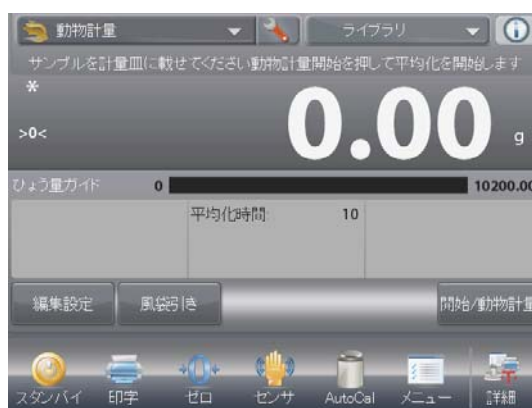 動物計量
ライブラリ
サンプルを計量皿に載せてください動物計量開始を押して平均化を開始します
*
>0<
0.00
g
ひょう量ガイド 0 10200.00
平均化時間: 10
編集設定
風袋引き
開始/動物計量
スタンバイ
印字
ゼロ
センサ
AutoCal
メニュー
詳細